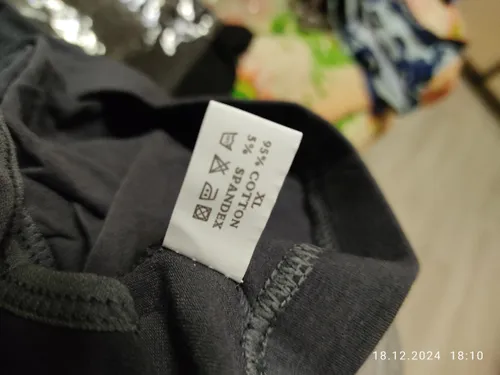 XL
95% COTTON
5% SPANDEX
18.12.2024 18:10